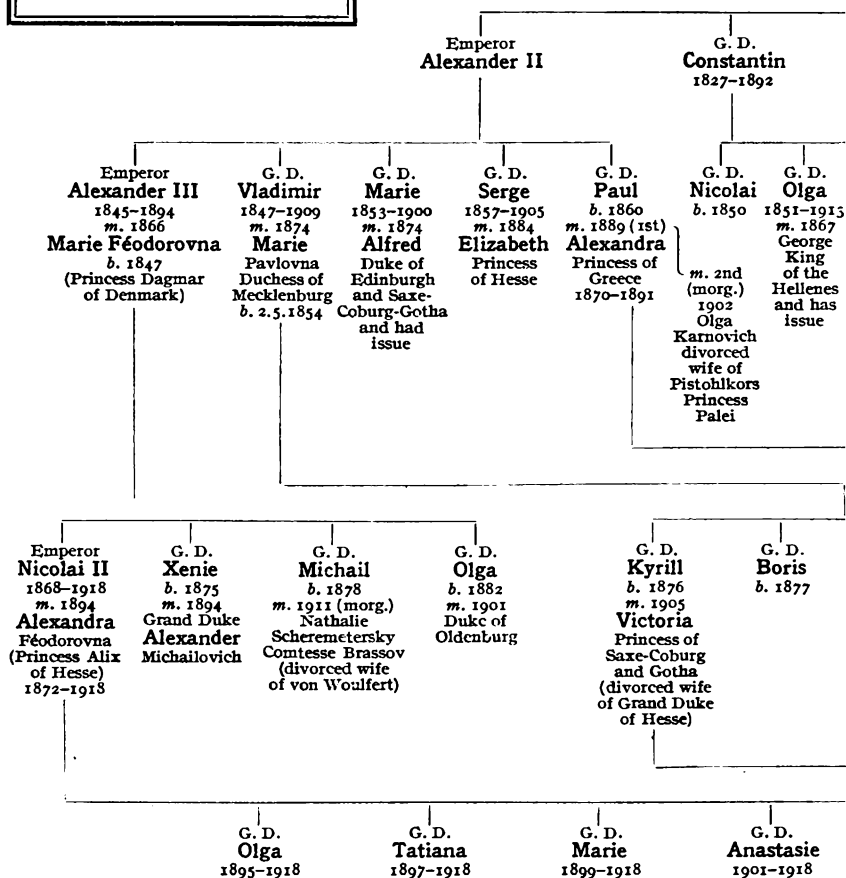 Emperor
Alexander II
G. D.
Constantin
1827–1892
Emperor
Alexander III
1845–1894
m. 1866
Marie Féodorovna
b. 1847
(Princess Dagmar
of Denmark)
G. D.
Vladimir
1847–1909
m. 1874
Marie
Pavlovna
Duchess of
Mecklenburg
b. 2.5.1854
G. D.
Marie
1853–1900
m. 1874
Alfred
Duke of
Edinburgh
and Saxe-
Coburg-Gotha
and had
issue
G. D.
Serge
1857–1905
m. 1884
Elizabeth
Princess
of Hesse
G. D.
Paul
b. 1860
m. 1889 (1st)
Alexandra
Princess of
Greece
1870–1891
m. 2nd
(morg.)
1902
Olga
Karnovich
divorced
wife of
Pistohlkors
Princess
Palei
G. D.
Nicolai
b. 1850
G. D.
Olga
1851–1913
m. 1867
George
King
of the
Hellenes
and has
issue
Emperor
Nicolai II
1868–1918
m. 1894
Alexandra
Féodorovna
(Princess Alix
of Hesse)
1872–1918
G. D.
Xenie
b. 1875
m. 1894
Grand Duke
Alexander
Michailovich
G. D.
Michail
b. 1878
m. 1911 (morg.)
Nathalie
Scheremetersky
Comtesse Brassov
(divorced wife
of von Woulfert)
G. D.
Olga
b. 1882
m. 1901
Duke of
Oldenburg
G. D.
Kyrill
b. 1876
m. 1905
Victoria
Princess of
Saxe-Coburg
and Gotha
(divorced wife
of Grand Duke
of Hesse)
G. D.
Boris
b. 1877
G. D.
Olga
1895–1918
G. D.
Tatiana
1897–1918
G. D.
Marie
1899–1918
G. D.
Anastasie
1901–1918